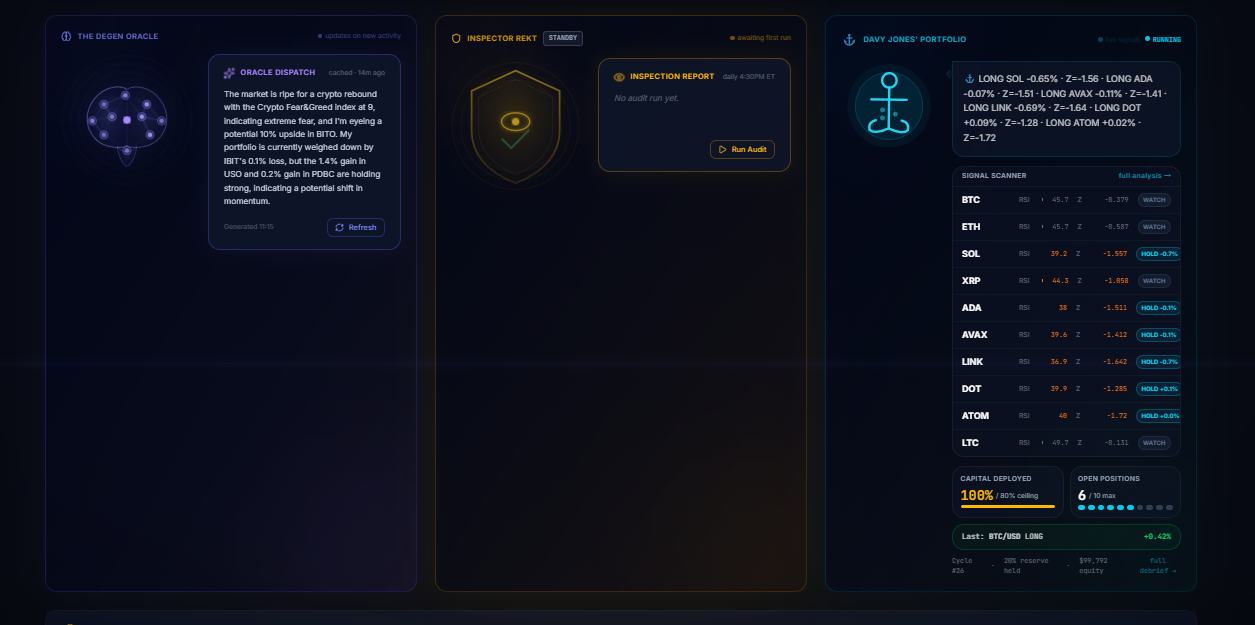 THE DEGEN ORACLE
updates on new activity
ORACLE DISPATCH
cached · 14m ago
The market is ripe for a crypto rebound
with the Crypto Fear&Greed Index at 9,
indicating extreme fear, and I'm eyeing a
potential 10% upside in BITO. My
portfolio is currently weighed down by
IBIT's 0.1% loss, but the 1.4% gain in
USO and 0.2% gain in PDBC are holding
strong, indicating a potential shift in
momentum.
Generated 11:15
Refresh
INSPECTOR REKT
STANDBY
awaiting first run
INSPECTION REPORT
daily 4:30PM ET
No audit run yet.
Run Audit
DAVY JONES' PORTFOLIO
RUNNING
LONG SOL -0.65% · Z=-1.56 · LONG ADA
-0.07% · Z=-1.51 · LONG AVAX -0.11% · Z=-1.41 ·
LONG LINK -0.69% · Z=-1.64 · LONG DOT
+0.09% · Z=-1.28 · LONG ATOM +0.02% ·
Z=-1.72
SIGNAL SCANNER
full analysis →
BTC RSI 45.7 Z -0.379 WATCH
ETH RSI 45.7 Z -0.587 WATCH
SOL RSI 39.2 Z -1.557 HOLD -0.7%
XRP RSI 44.3 Z -1.058 WATCH
ADA RSI 38 Z -1.511 HOLD -0.1%
AVAX RSI 39.6 Z -1.412 HOLD -0.1%
LINK RSI 36.9 Z -1.642 HOLD -0.7%
DOT RSI 39.9 Z -1.285 HOLD +0.1%
ATOM RSI 40 Z -1.72 HOLD +0.0%
LTC RSI 49.7 Z -0.131 WATCH
CAPITAL DEPLOYED
100% / 80% ceiling
OPEN POSITIONS
6 / 10 max
Last: BTC/USD LONG
+0.42%
Cycle
#26
·
20% reserve
held
·
$99,792
equity
full
debrief →